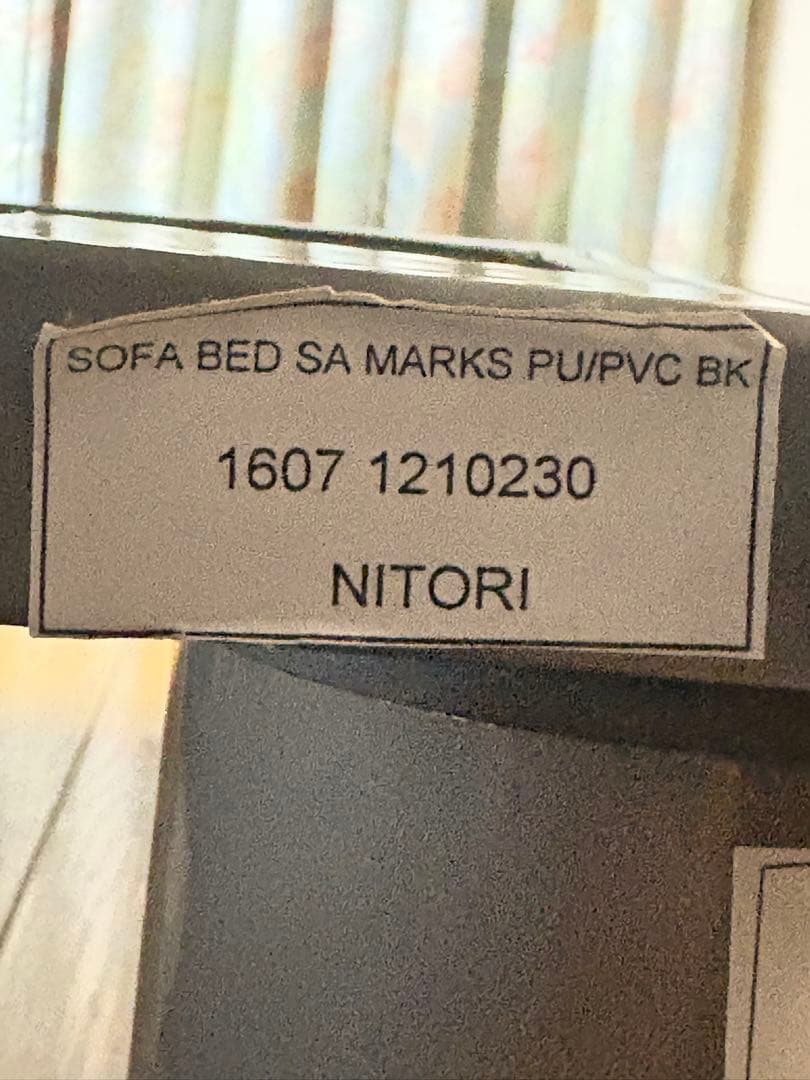 SOFA BED SA MARKS PU/PVC BK
1607 1210230
NITORI